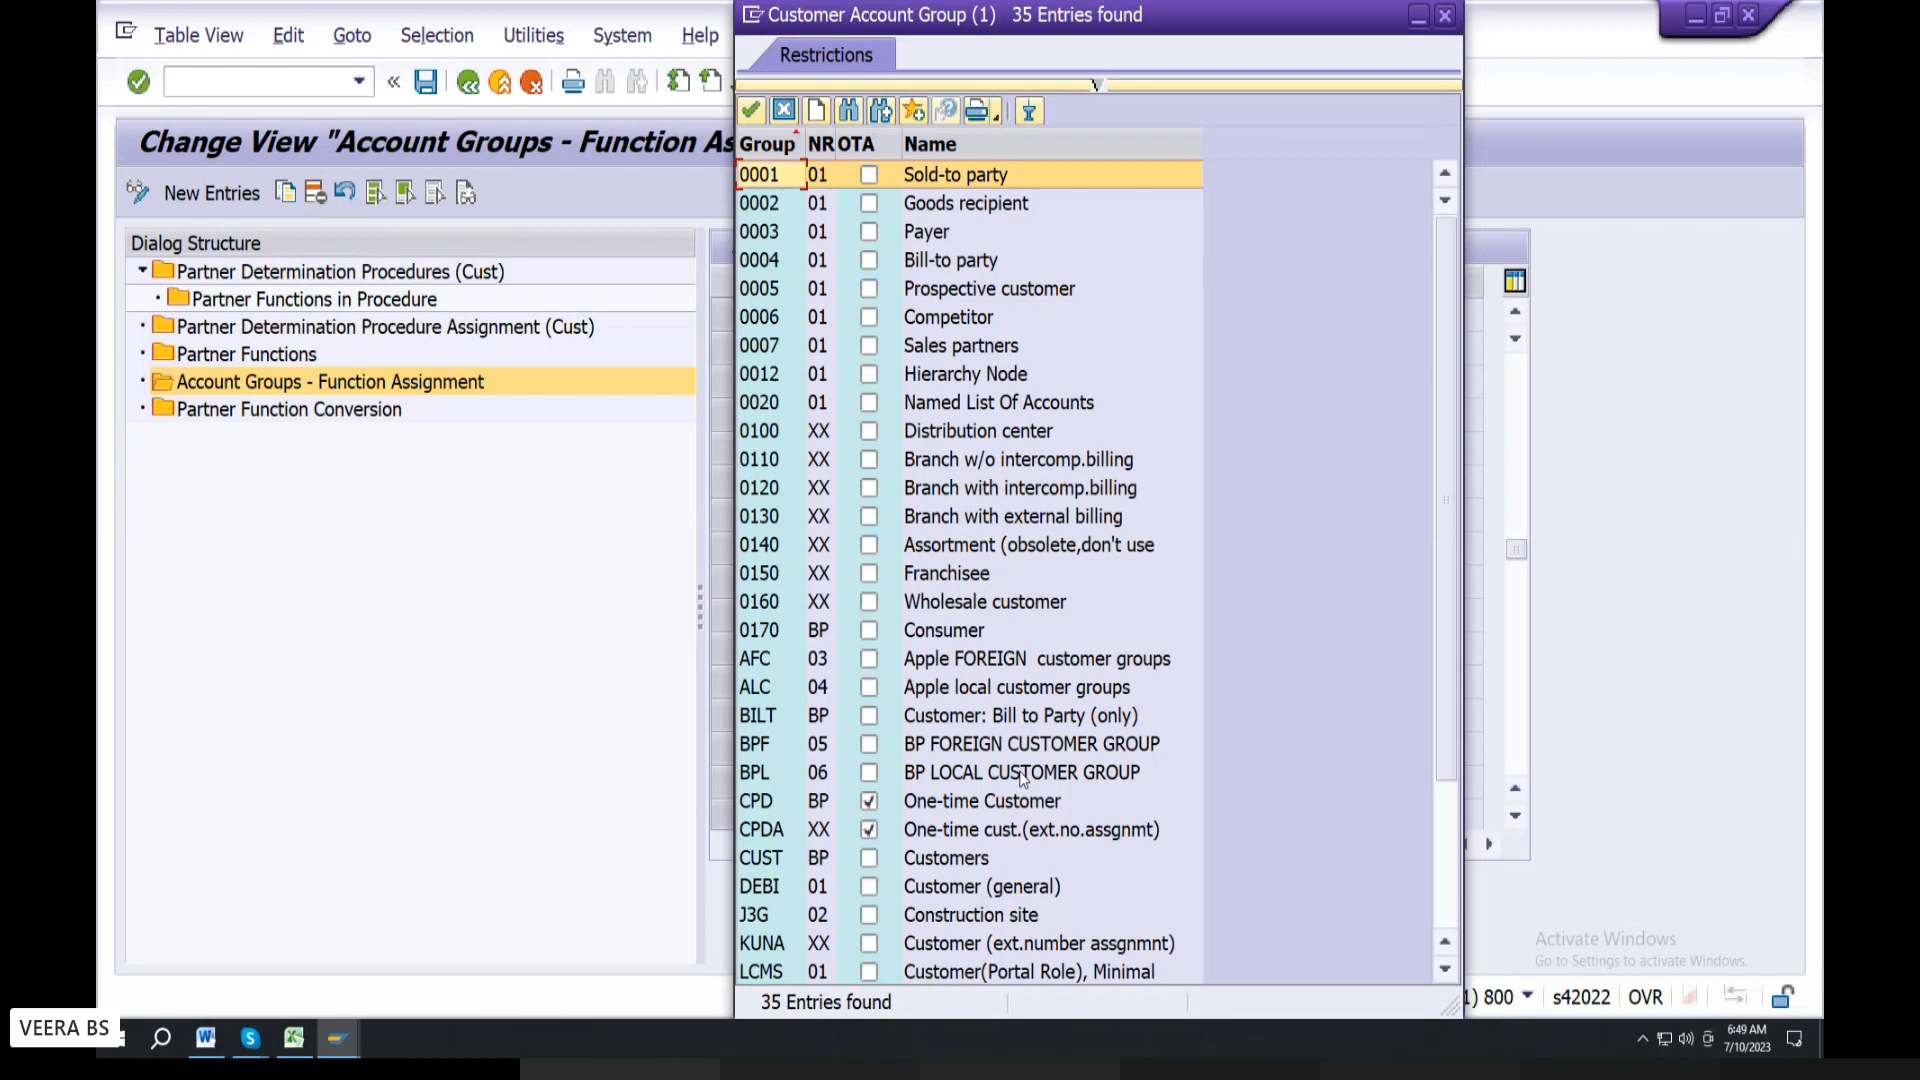 Table View Edit Goto Selection Utilities System Help
Change View "Account Groups - Function As
New Entries
Dialog Structure
Partner Determination Procedures (Cust)
Partner Functions in Procedure
Partner Determination Procedure Assignment (Cust)
Partner Functions
Account Groups - Function Assignment
Partner Function Conversion
Customer Account Group (1) 35 Entries found
Restrictions
Group NR OTA Name
0001 01 Sold-to party
0002 01 Goods recipient
0003 01 Payer
0004 01 Bill-to party
0005 01 Prospective customer
0006 01 Competitor
0007 01 Sales partners
0012 01 Hierarchy Node
0020 01 Named List Of Accounts
0100 XX Distribution center
0110 XX Branch w/o intercomp.billing
0120 XX Branch with intercomp.billing
0130 XX Branch with external billing
0140 XX Assortment (obsolete,don't use
0150 XX Franchisee
0160 XX Wholesale customer
0170 BP Consumer
AFC 03 Apple FOREIGN customer groups
ALC 04 Apple local customer groups
BILT BP Customer: Bill to Party (only)
BPF 05 BP FOREIGN CUSTOMER GROUP
BPL 06 BP LOCAL CUSTOMER GROUP
CPD BP One-time Customer
CPDA XX One-time cust.(ext.no.assgnmt)
CUST BP Customers
DEBI 01 Customer (general)
J3G 02 Construction site
KUNA XX Customer (ext.number assgnmnt)
LCMS 01 Customer(Portal Role), Minimal
35 Entries found
Activate Windows
Go to Settings to activate Windows.
1) 800 s42022 OVR
VEERA BS
6:49 AM
7/10/2023